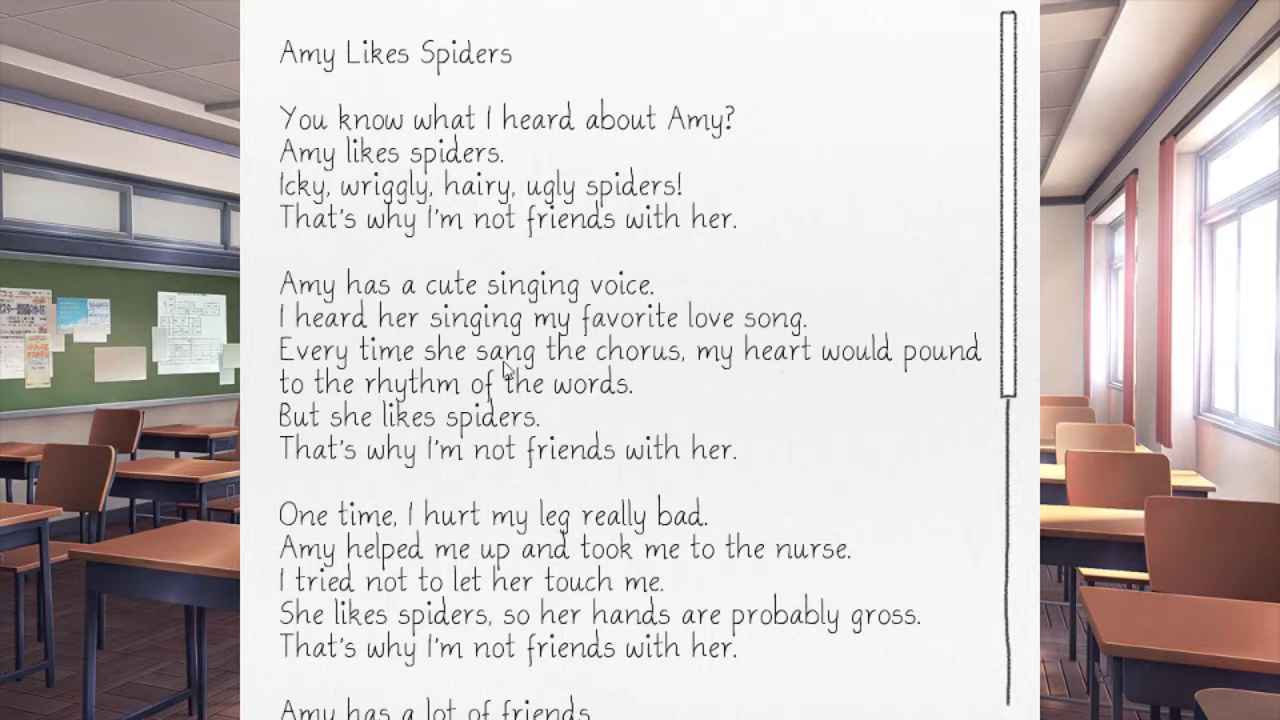 Amy Likes Spiders
You know what I heard about Amy?
Amy likes spiders.
Icky, wriggly, hairy, ugly spiders!
That's why I'm not friends with her.
Amy has a cute singing voice.
I heard her singing my favorite love song.
Every time she sang the chorus, my heart would pound
to the rhythm of the words.
But she likes spiders.
That's why I'm not friends with her.
One time, I hurt my leg really bad.
Amy helped me up and took me to the nurse.
I tried not to let her touch me.
She likes spiders, so her hands are probably gross.
That's why I'm not friends with her.
Amy has a lot of friends.